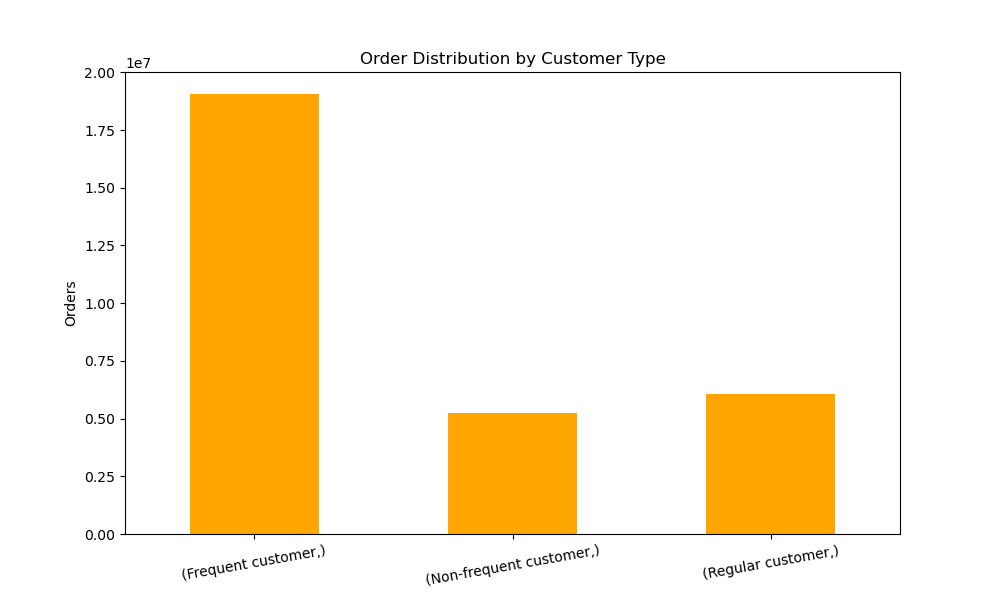 Order Distribution by Customer Type
1e7
2.00
1.75
1.50
1.25
1.00
0.75
0.50
0.25
0.00
Orders
(Frequent customer,)
(Non-frequent customer,)
(Regular customer,)